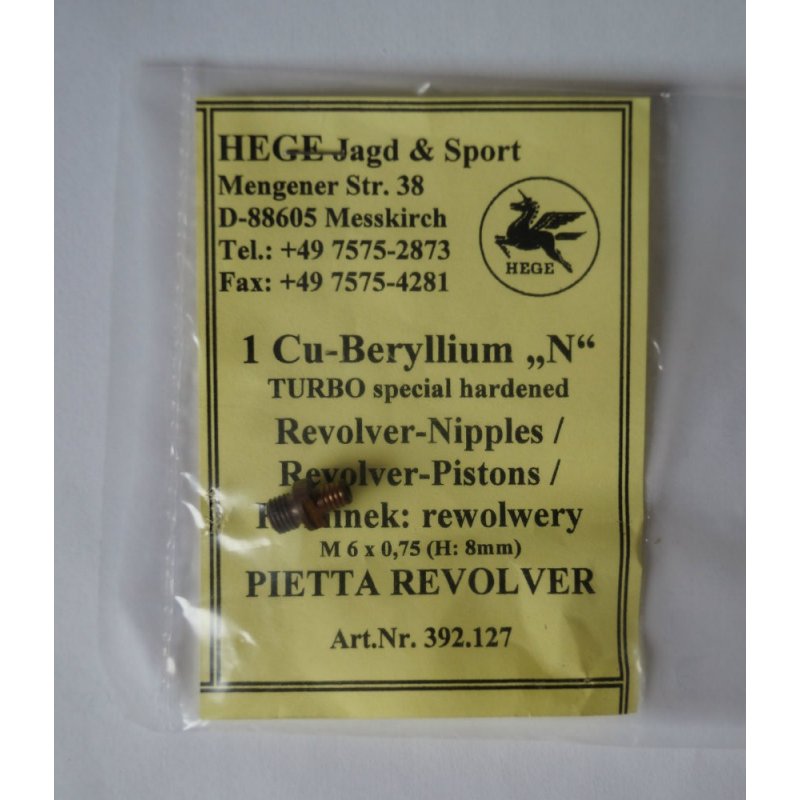 HEGE Jagd & Sport
Mengener Str. 38
D-88605 Messkirch
Tel.: +49 7575-2873
Fax: +49 7575-4281
HEGE
1 Cu-Beryllium „N“
TURBO special hardened
Revolver-Nipples /
Revolver-Pistons /
rewolwery
M 6 x 0,75 (H: 8mm)
PIETTA REVOLVER
Art.Nr. 392.127